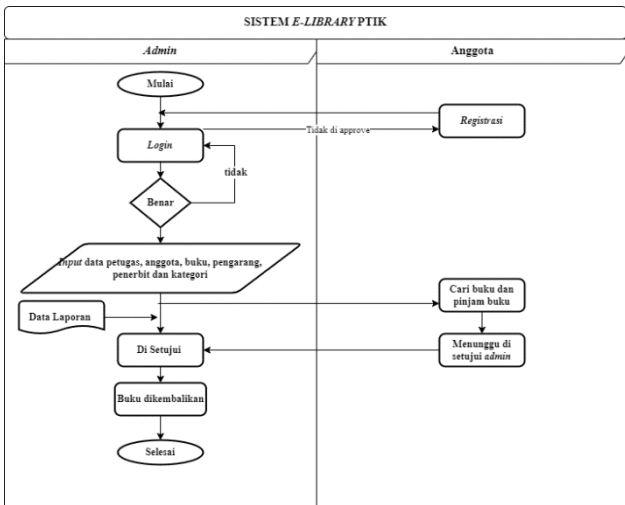 SISTEM E-LIBRARY PTIK
Admin
Anggota
Mulai
Registrasi
Tidak di approve
Login
tidak
Benar
Input data petugas, anggota, buku, pengarang,
penerbit dan kategori
Cari buku dan
pinjam buku
Data Laporan
Di Setujui
Menunggu di
setujui admin
Buku dikembalikan
Selesai